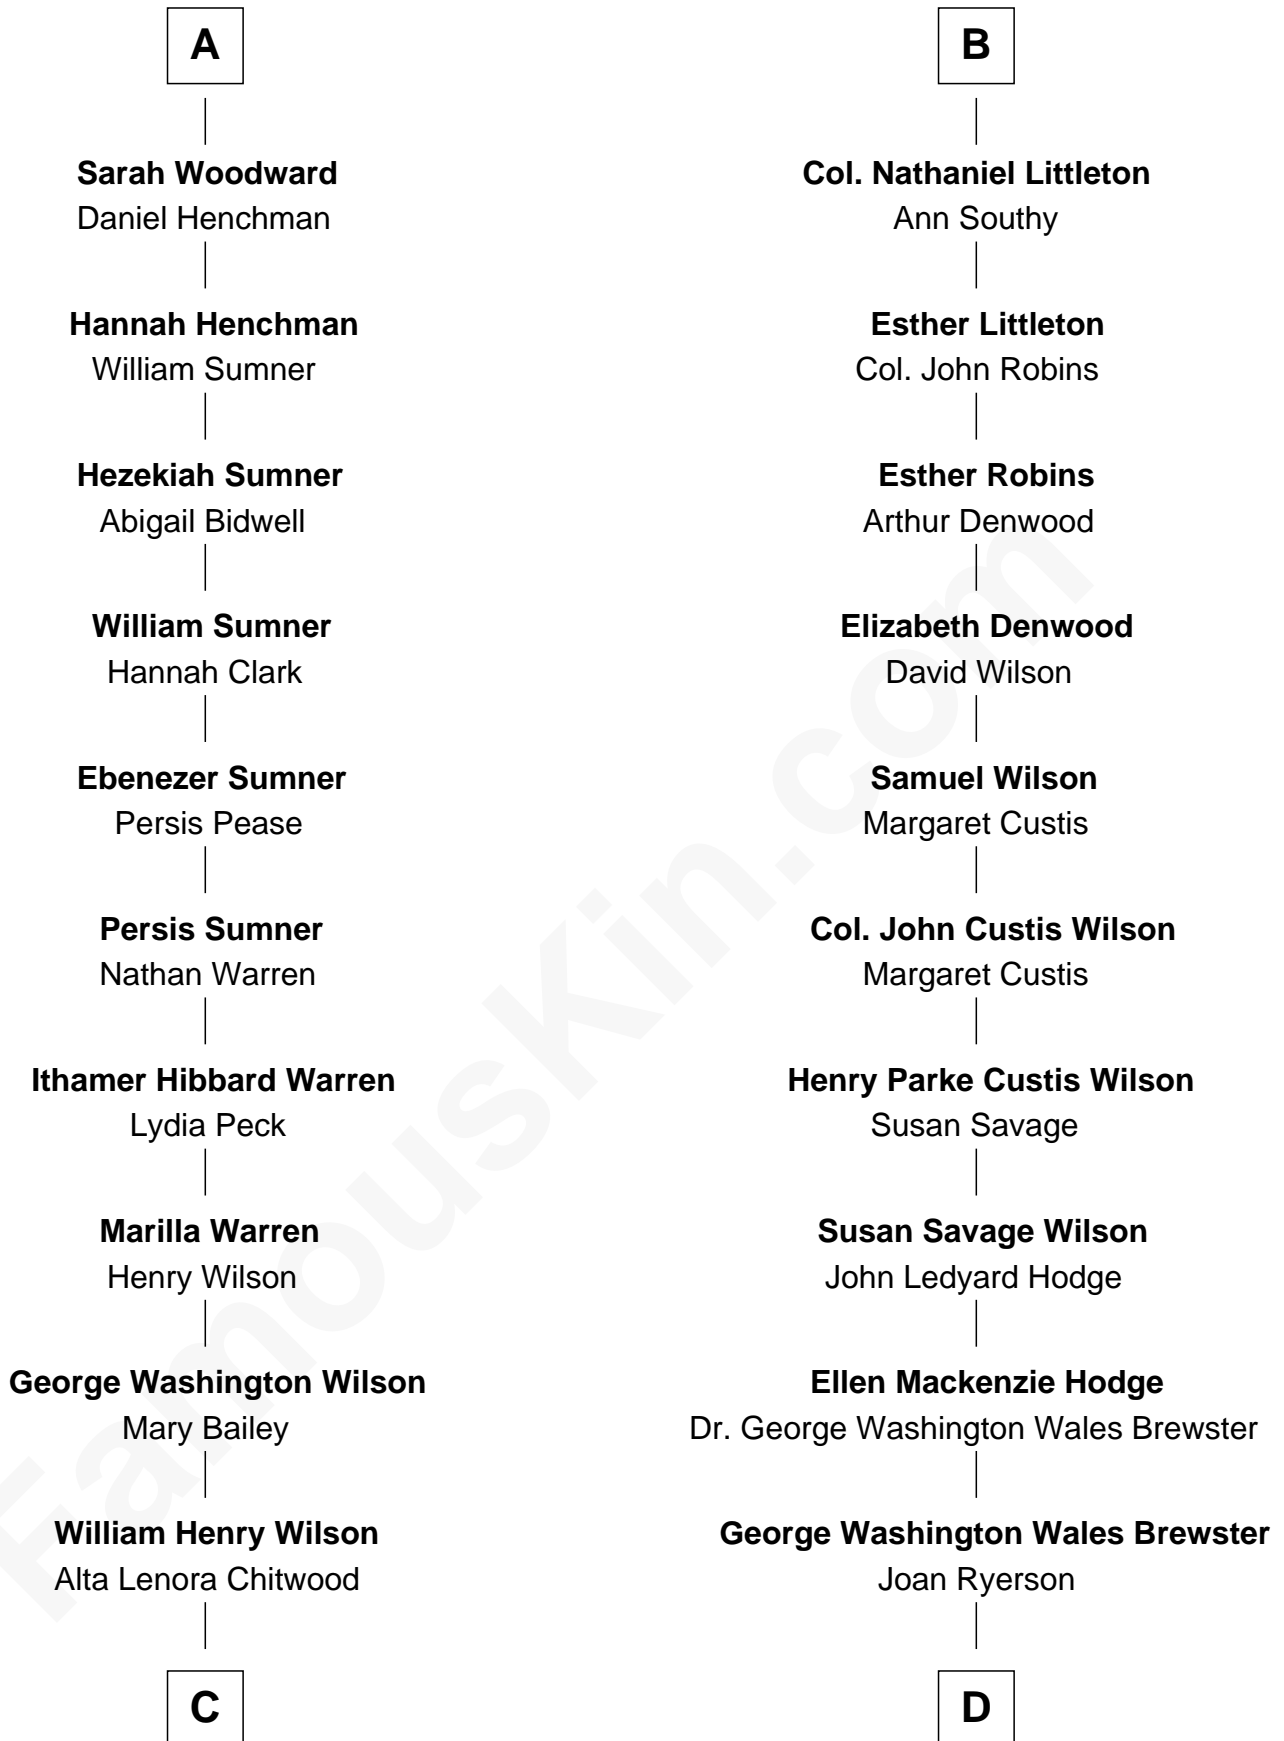 A
Sarah Woodward
Daniel Henchman
Hannah Henchman
William Sumner
Hezekiah Sumner
Abigail Bidwell
William Sumner
Hannah Clark
Ebenezer Sumner
Persis Pease
Persis Sumner
Nathan Warren
Ithamer Hibbard Warren
Lydia Peck
Marilla Warren
Henry Wilson
George Washington Wilson
Mary Bailey
William Henry Wilson
Alta Lenora Chitwood
C
B
Col. Nathaniel Littleton
Ann Southy
Esther Littleton
Col. John Robins
Esther Robins
Arthur Denwood
Elizabeth Denwood
David Wilson
Samuel Wilson
Margaret Custis
Col. John Custis Wilson
Margaret Custis
Henry Parke Custis Wilson
Susan Savage
Susan Savage Wilson
John Ledyard Hodge
Ellen Mackenzie Hodge
Dr. George Washington Wales Brewster
George Washington Wales Brewster
Joan Ryerson
D
FamousKin.com